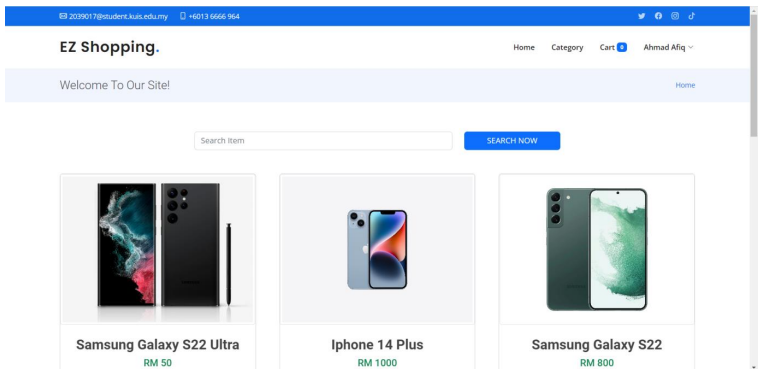 2039017@student.kuis.edu.my +6013 6666 964
EZ Shopping.
Home Category Cart 0 Ahmad Afiq
Welcome To Our Site!
Home
Search Item
SEARCH NOW
Samsung Galaxy S22 Ultra
RM 50
Iphone 14 Plus
RM 1000
Samsung Galaxy S22
RM 800